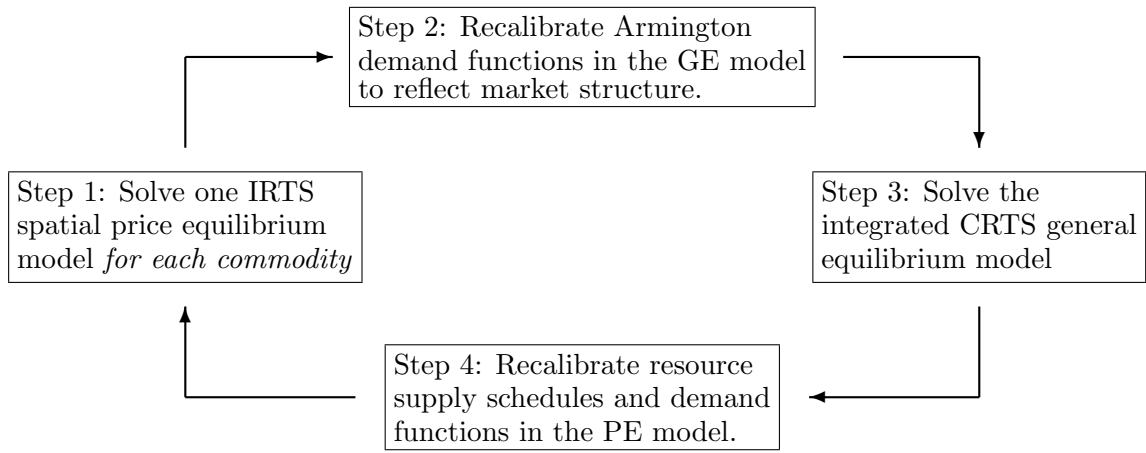 Step 1: Solve one IRTS
spatial price equilibrium
model for each commodity
Step 2: Recalibrate Armington
demand functions in the GE model
to reflect market structure.
Step 3: Solve the
integrated CRTS general
equilibrium model
Step 4: Recalibrate resource
supply schedules and demand
functions in the PE model.